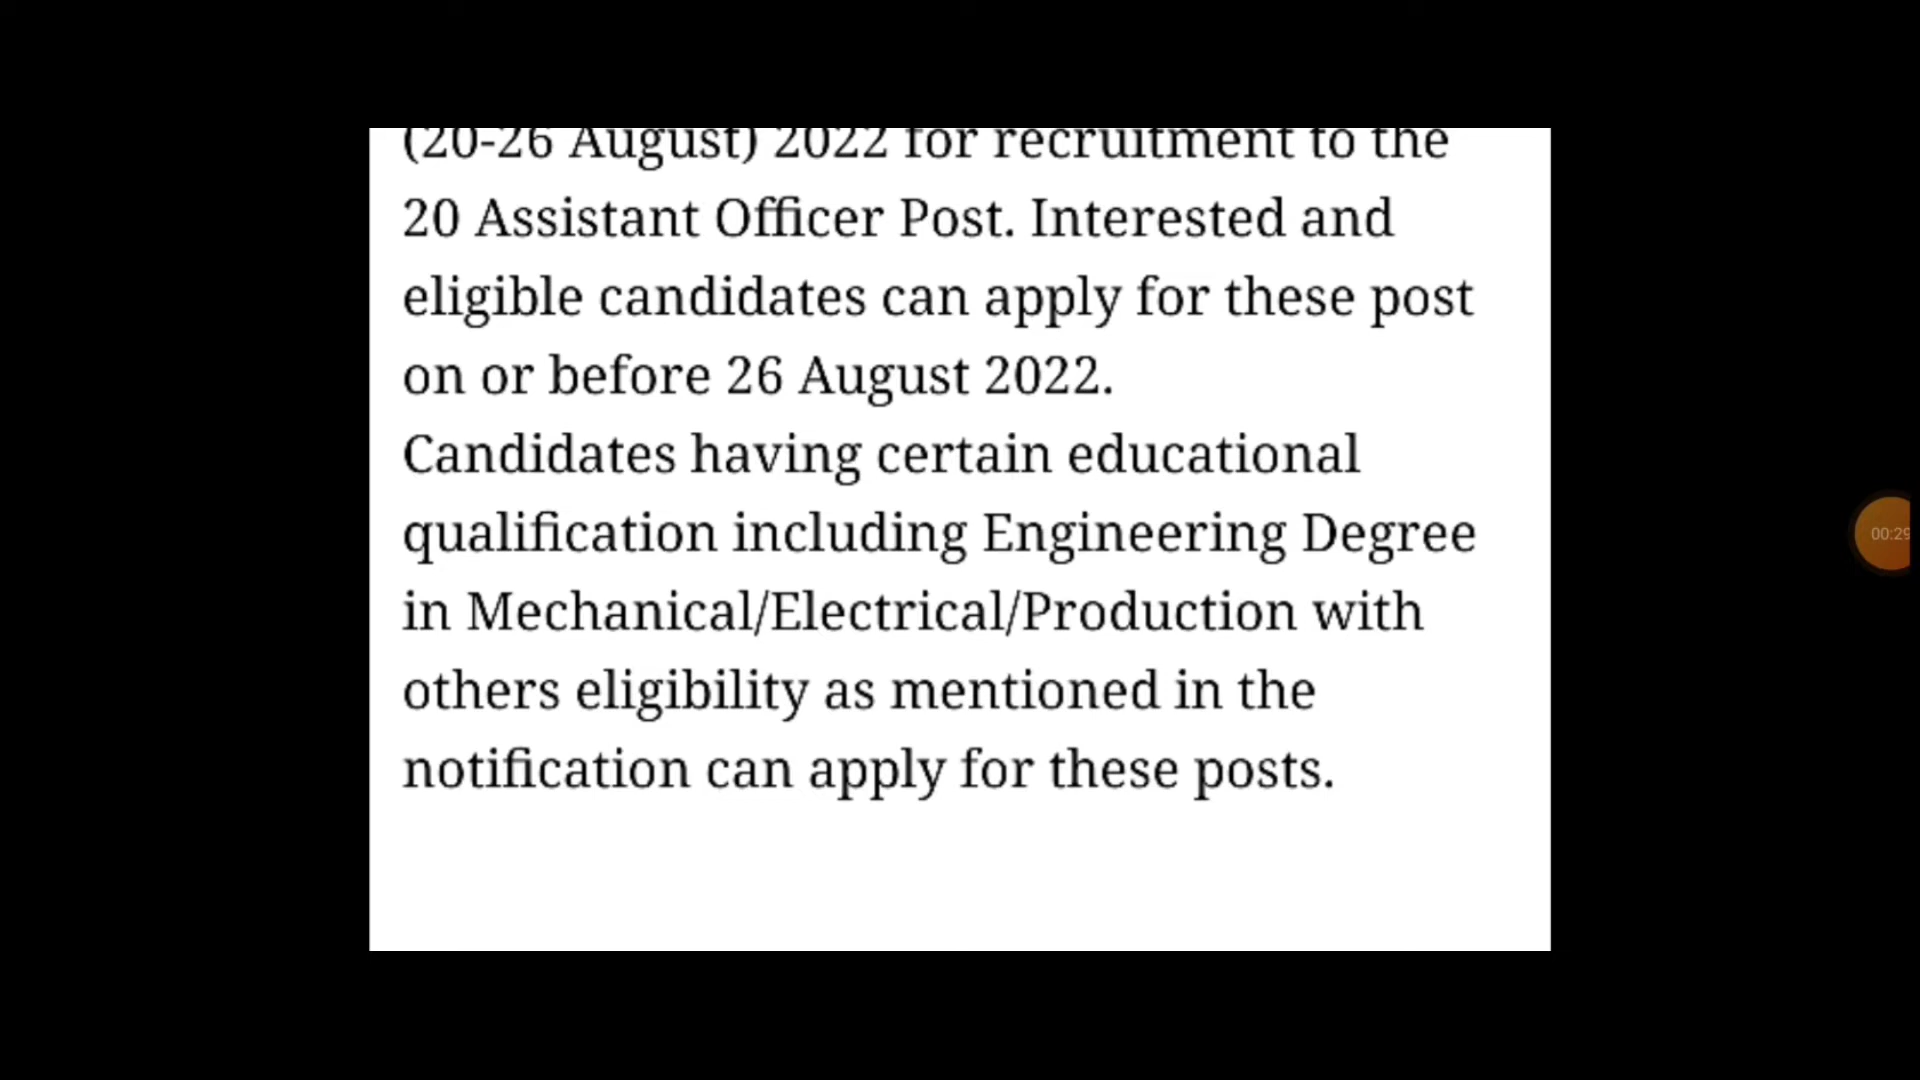 (20-26 August) 2022 for recruitment to the
20 Assistant Officer Post. Interested and
eligible candidates can apply for these post
on or before 26 August 2022.
Candidates having certain educational
qualification including Engineering Degree
in Mechanical/Electrical/Production with
others eligibility as mentioned in the
notification can apply for these posts.
00:29